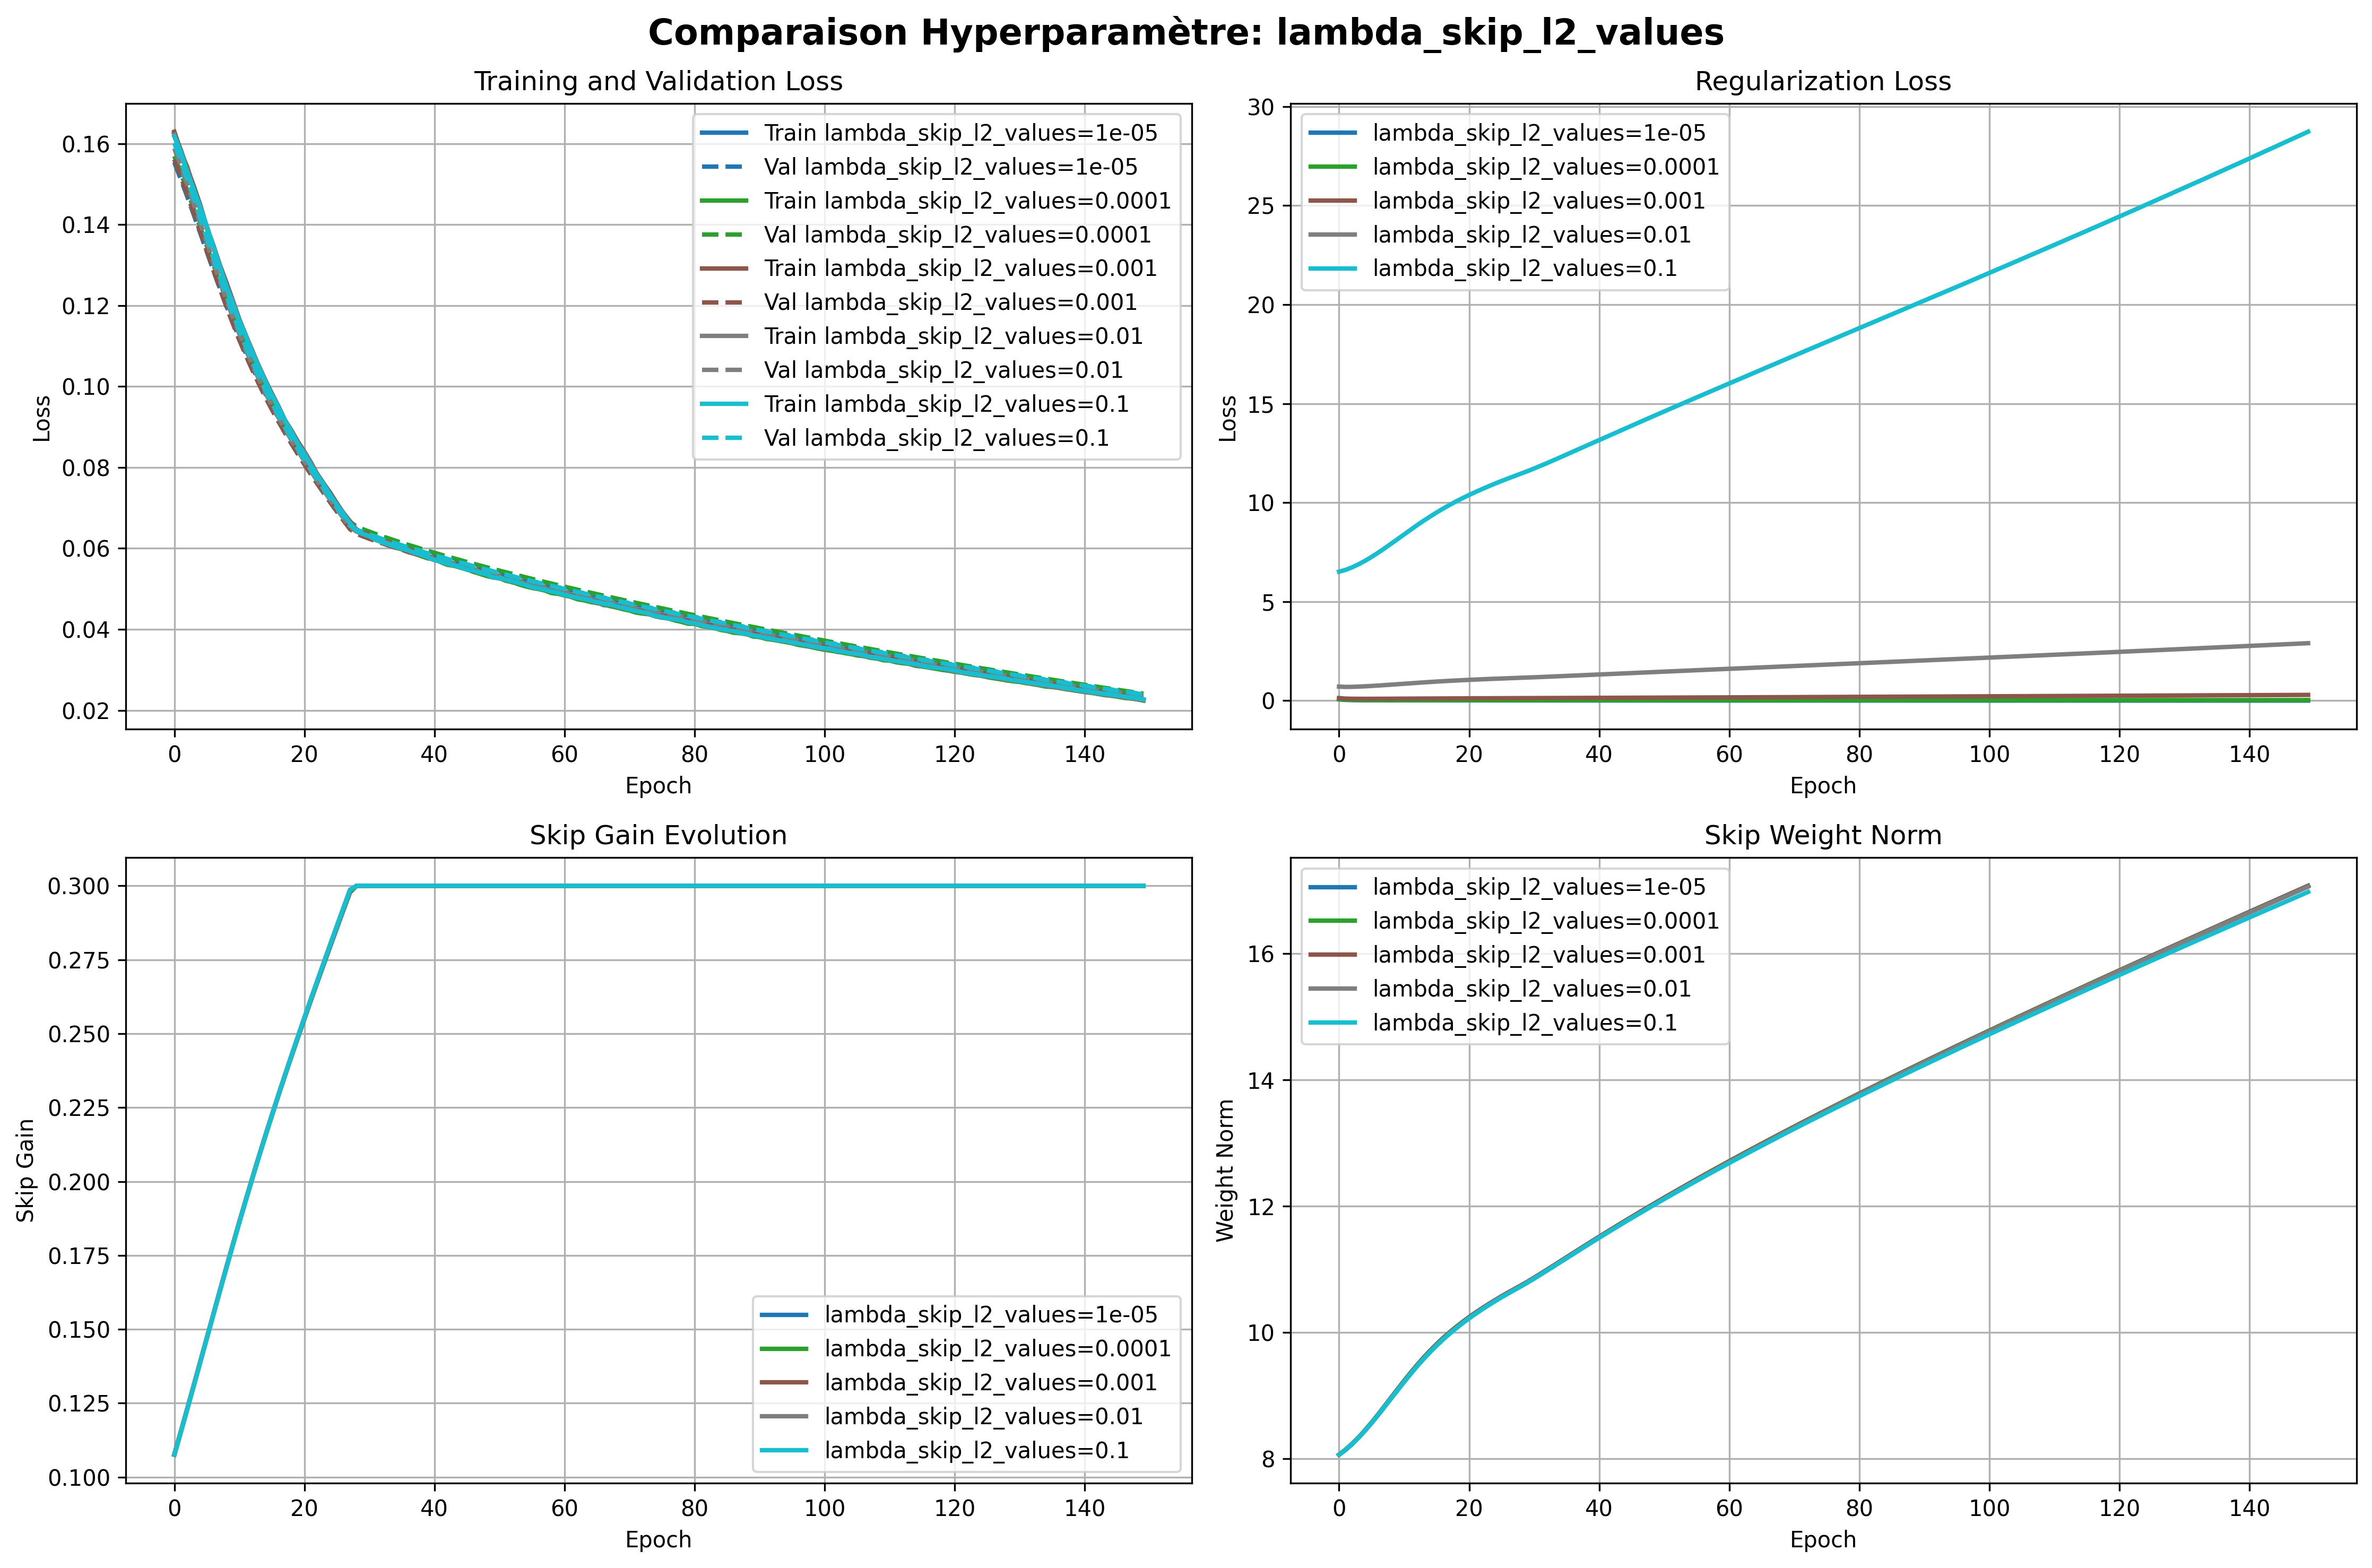 Comparaison Hyperparamètre: lambda_skip_l2_values
Training and Validation Loss
Loss
0.16
0.14
0.12
0.10
0.08
0.06
0.04
0.02
Train lambda_skip_l2_values=1e-05
Val lambda_skip_l2_values=1e-05
Train lambda_skip_l2_values=0.0001
Val lambda_skip_l2_values=0.0001
Train lambda_skip_l2_values=0.001
Val lambda_skip_l2_values=0.001
Train lambda_skip_l2_values=0.01
Val lambda_skip_l2_values=0.01
Train lambda_skip_l2_values=0.1
Val lambda_skip_l2_values=0.1
0 20 40 60 80 100 120 140
Epoch
Regularization Loss
Loss
30
25
20
15
10
5
0
lambda_skip_l2_values=1e-05
lambda_skip_l2_values=0.0001
lambda_skip_l2_values=0.001
lambda_skip_l2_values=0.01
lambda_skip_l2_values=0.1
0 20 40 60 80 100 120 140
Epoch
Skip Gain Evolution
Skip Gain
0.300
0.275
0.250
0.225
0.200
0.175
0.150
0.125
0.100
lambda_skip_l2_values=1e-05
lambda_skip_l2_values=0.0001
lambda_skip_l2_values=0.001
lambda_skip_l2_values=0.01
lambda_skip_l2_values=0.1
0 20 40 60 80 100 120 140
Epoch
Skip Weight Norm
Weight Norm
16
14
12
10
8
lambda_skip_l2_values=1e-05
lambda_skip_l2_values=0.0001
lambda_skip_l2_values=0.001
lambda_skip_l2_values=0.01
lambda_skip_l2_values=0.1
0 20 40 60 80 100 120 140
Epoch